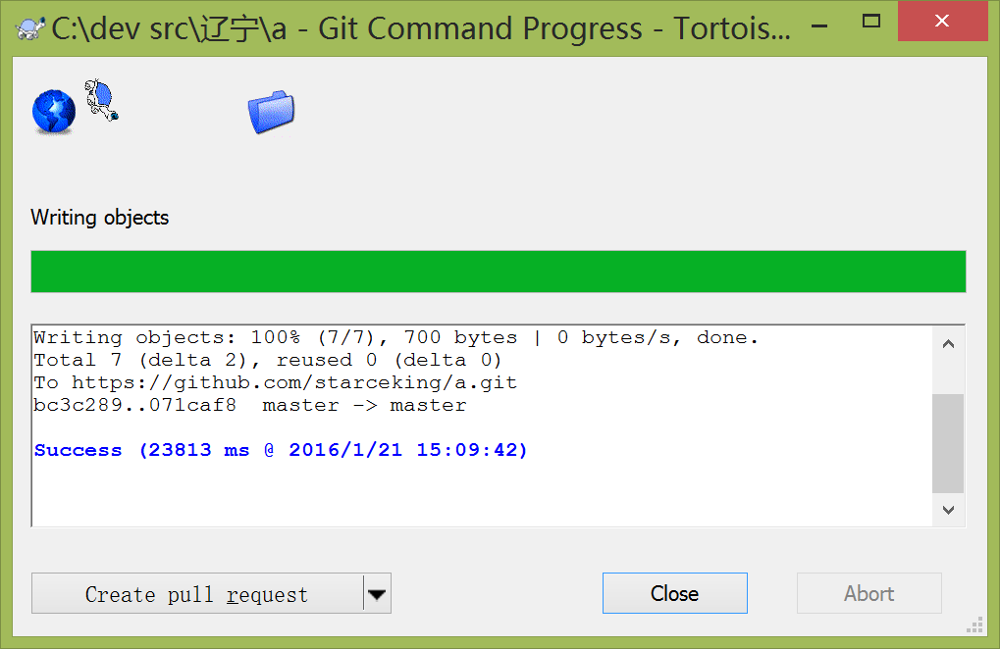 C:\dev src\辽宁\a - Git Command Progress - Tortois...
Writing objects
Writing objects: 100% (7/7), 700 bytes | 0 bytes/s, done.
Total 7 (delta 2), reused 0 (delta 0)
To https://github.com/starceking/a.git
bc3c289..071caf8  master -> master
Success (23813 ms @ 2016/1/21 15:09:42)
Create pull request
Close
Abort